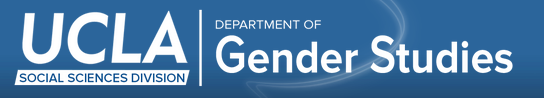 UCLA
SOCIAL SCIENCES DIVISION
DEPARTMENT OF
Gender Studies